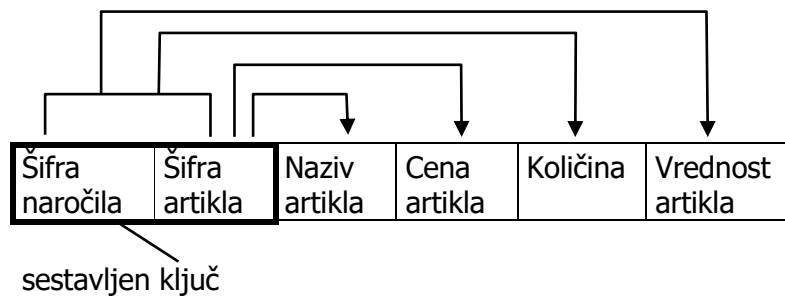 Šifra naročila
Šifra artikla
Naziv artikla
Cena artikla
Količina
Vrednost artikla
sestavljen ključ